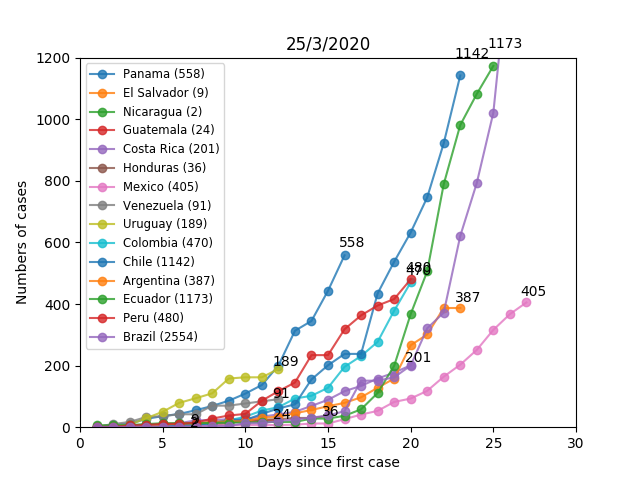 25/3/2020
1173
1142
1200
1000
800
600
400
200
0
Numbers of cases
Panama (558)
El Salvador (9)
Nicaragua (2)
Guatemala (24)
Costa Rica (201)
Honduras (36)
Mexico (405)
Venezuela (91)
Uruguay (189)
Colombia (470)
Chile (1142)
Argentina (387)
Ecuador (1173)
Peru (480)
Brazil (2554)
558
480
470
387
405
189
201
91
24
36
2
0 5 10 15 20 25 30
Days since first case